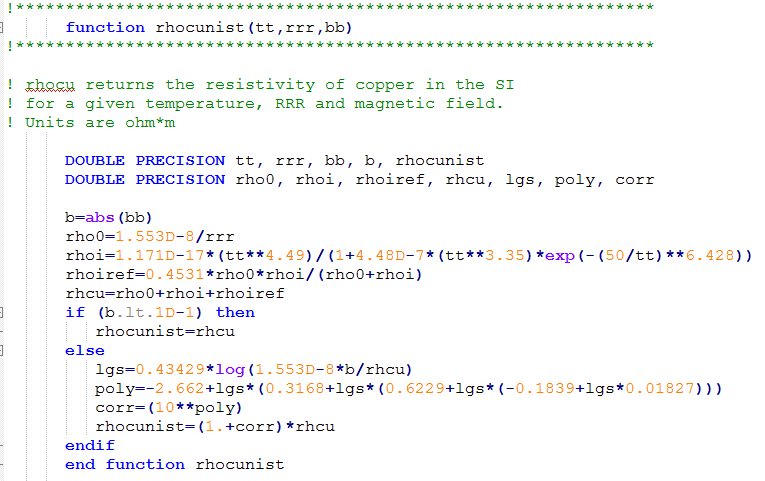 !****************************************************************
function rhocunist(tt,rrr,bb)
!****************************************************************
! rhocu returns the resistivity of copper in the SI
! for a given temperature, RRR and magnetic field.
! Units are ohm*m
DOUBLE PRECISION tt, rrr, bb, b, rhocunist
DOUBLE PRECISION rho0, rhoi, rhoiref, rhcu, lgs, poly, corr
b=abs(bb)
rho0=1.553D-8/rrr
rhoi=1.171D-17*(tt**4.49)/(1+4.48D-7*(tt**3.35)*exp(-(50/tt)**6.428))
rhoiref=0.4531*rho0*rhoi/(rho0+rhoi)
rhcu=rho0+rhoi+rhoiref
if (b.lt.1D-1) then
rhocunist=rhcu
else
lgs=0.43429*log(1.553D-8*b/rhcu)
poly=-2.662+lgs*(0.3168+lgs*(0.6229+lgs*(-0.1839+lgs*0.01827)))
corr=(10**poly)
rhocunist=(1.+corr)*rhcu
endif
end function rhocunist